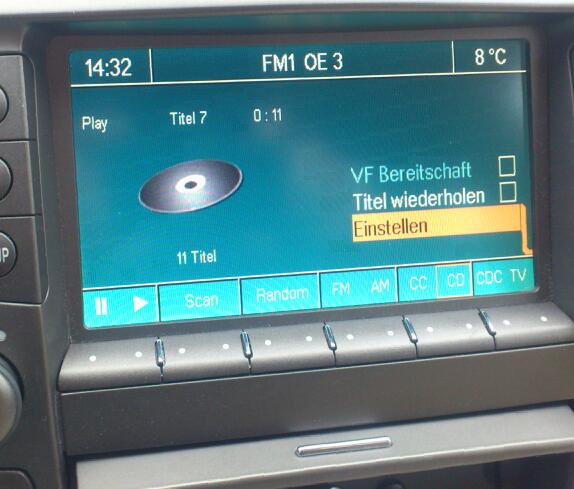 14:32 FM1 OE 3 8 °C
Play Titel 7 0:11
VF Bereitschaft
Titel wiederholen
Einstellen
11 Titel
Scan Random FM AM CC CD CDC TV